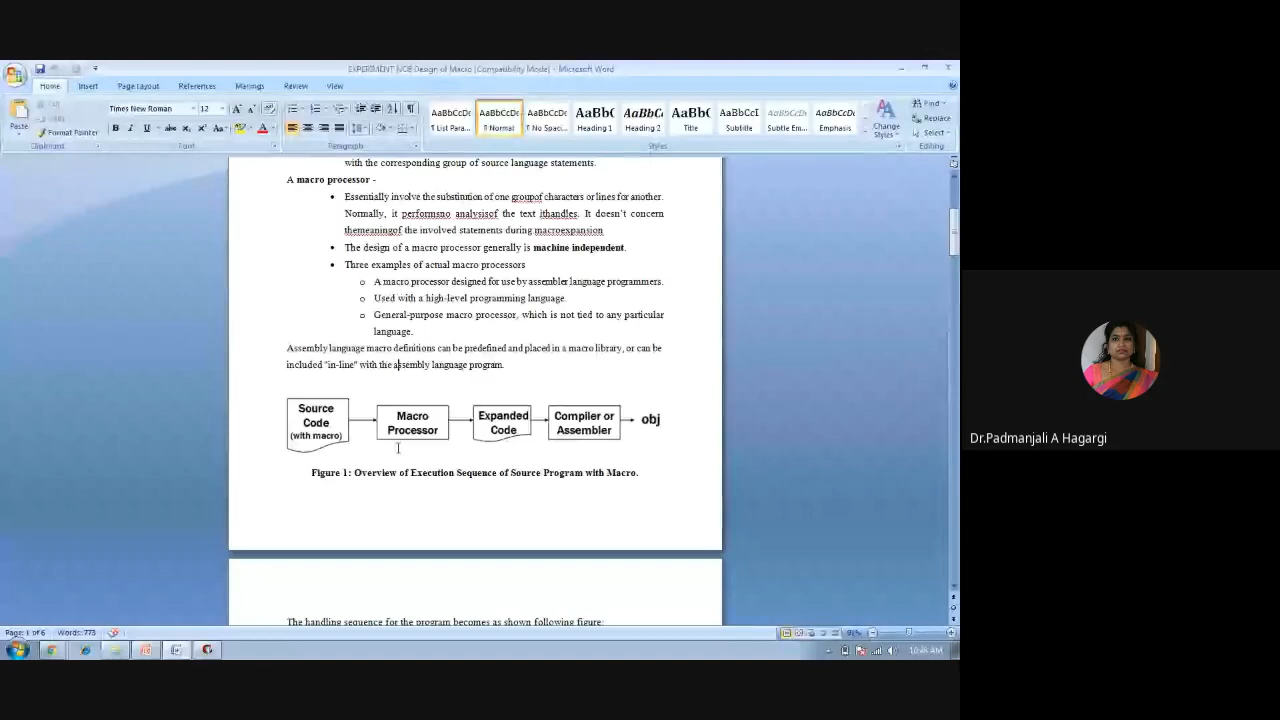 EXPERIMENT NO8 Design of Macro [Compatibility Mode] - Microsoft Word
Home Insert Page Layout References Mailings Review View
Paste
Format Painter
Clipboard
Times New Roman 12
B I U abc x₂ x² Aa
Font
Paragraph
AaBbCcDc AaBbCcDc AaBbCcDc AaBbC AaBbCc AaBbC AaBbCcI AaBbCcDc AaBbCcDc
¶ List Para... ¶ Normal ¶ No Spaci... Heading 1 Heading 2 Title Subtitle Subtle Em... Emphasis
Styles
Change Styles
Find
Replace
Select
Editing
with the corresponding group of source language statements.
A macro processor -
• Essentially involve the substitution of one groupof characters or lines for another.
Normally, it performsno analysisof the text ithandles. It doesn't concern
themeaningof the involved statements during macroexpansion
• The design of a macro processor generally is machine independent.
• Three examples of actual macro processors
o A macro processor designed for use by assembler language programmers.
o Used with a high-level programming language.
o General-purpose macro processor, which is not tied to any particular
language.
Assembly language macro definitions can be predefined and placed in a macro library, or can be
included "in-line" with the assembly language program.
Source
Code
(with macro)
Macro
Processor
Expanded
Code
Compiler or
Assembler
obj
Figure 1: Overview of Execution Sequence of Source Program with Macro.
The handling sequence for the program becomes as shown following figure:
Page: 1 of 6 Words: 773
10:48 AM
Dr.Padmanjali A Hagargi